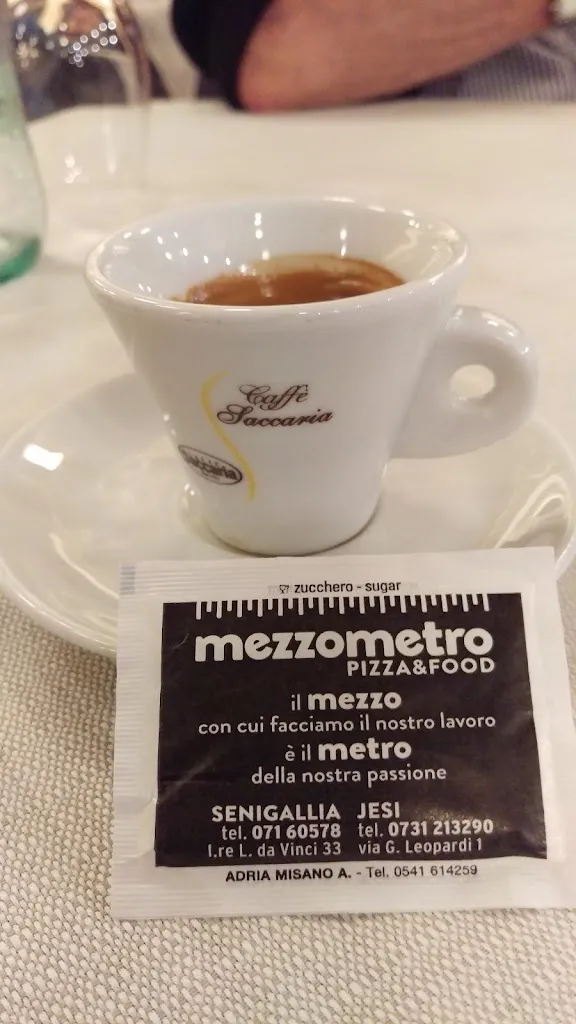 Caffè
Saccaria
Saccaria
zucchero - sugar
mezzometro
PIZZA&FOOD
il mezzo
con cui facciamo il nostro lavoro
è il metro
della nostra passione
SENIGALLIA JESI
tel. 071 60578 tel. 0731 213290
l.re L. da Vinci 33 via G. Leopardi 1
ADRIA MISANO A. - Tel. 0541 614259